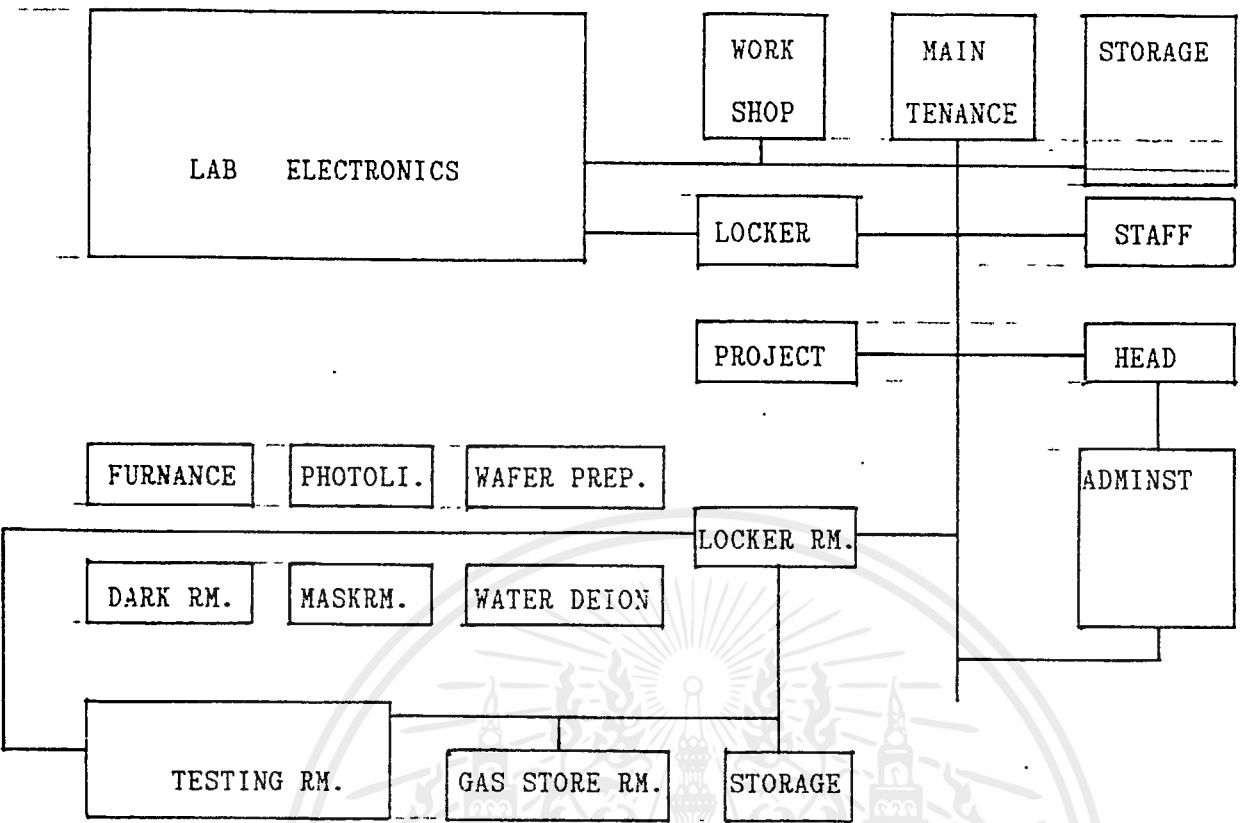 WORK
SHOP
MAIN
TENANCE
STORAGE
LAB ELECTRONICS
LOCKER
STAFF
PROJECT
HEAD
FURNANCE
PHOTOLI.
WAFER PREP.
ADMINST
LOCKER RM.
DARK RM.
MASKRM.
WATER DEION
TESTING RM.
GAS STORE RM.
STORAGE